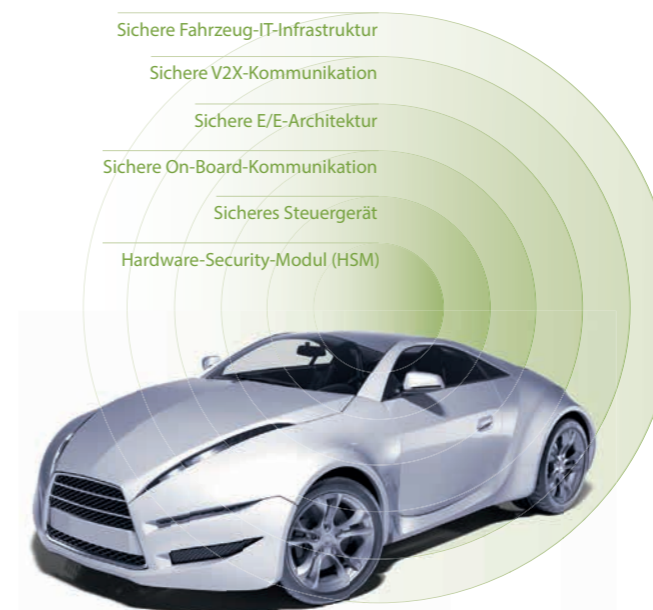 Sichere Fahrzeug-IT-Infrastruktur
Sichere V2X-Kommunikation
Sichere E/E-Architektur
Sichere On-Board-Kommunikation
Sicheres Steuergerät
Hardware-Security-Modul (HSM)